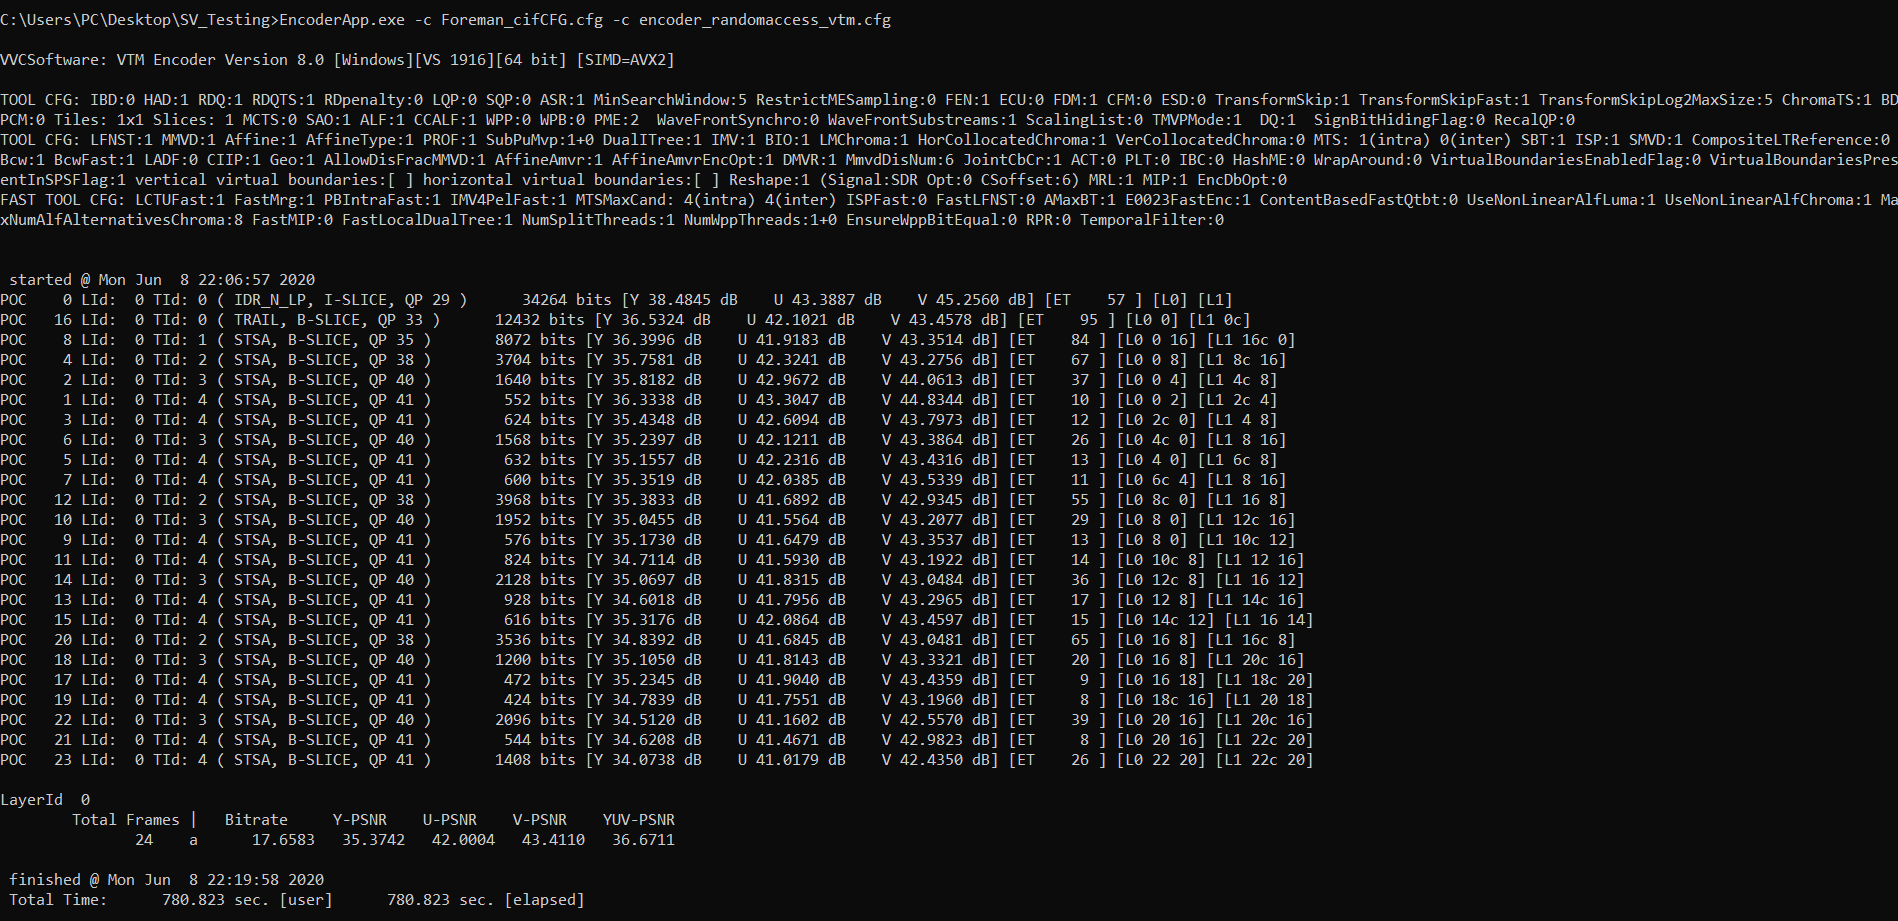 C:\Users\PC\Desktop\SV_Testing>EncoderApp.exe -c Foreman_cifCFG.cfg -c encoder_randomaccess_vtm.cfg
VVCSoftware: VTM Encoder Version 8.0 [Windows][VS 1916][64 bit] [SIMD=AVX2]
TOOL CFG: IBD:0 HAD:1 RDQ:1 RDQTS:1 RDpenalty:0 LQP:0 SQP:0 ASR:1 MinSearchWindow:5 RestrictMESampling:0 FEN:1 ECU:0 FDM:1 CFM:0 ESD:0 TransformSkip:1 TransformSkipFast:1 TransformSkipLog2MaxSize:5 ChromaTS:1 BD
PCM:0 Tiles: 1x1 Slices: 1 MCTS:0 SAO:1 ALF:1 CCALF:1 WPP:0 WPB:0 PME:2  WaveFrontSynchro:0 WaveFrontSubstreams:1 ScalingList:0 TMVPMode:1  DQ:1  SignBitHidingFlag:0 RecalQP:0
TOOL CFG: LFNST:1 MMVD:1 Affine:1 AffineType:1 PROF:1 SubPuMvp:1+0 DualITree:1 IMV:1 BIO:1 LMChroma:1 HorCollocatedChroma:1 VerCollocatedChroma:0 MTS: 1(intra) 0(inter) SBT:1 ISP:1 SMVD:1 CompositeLTReference:0
Bcw:1 BcwFast:1 LADF:0 CIIP:1 Geo:1 AllowDisFracMMVD:1 AffineAmvr:1 AffineAmvrEncOpt:1 DMVR:1 MmvdDisNum:6 JointCbCr:1 ACT:0 PLT:0 IBC:0 HashME:0 WrapAround:0 VirtualBoundariesEnabledFlag:0 VirtualBoundariesPres
entInSPSFlag:1 vertical virtual boundaries:[ ] horizontal virtual boundaries:[ ] Reshape:1 (Signal:SDR Opt:0 CSoffset:6) MRL:1 MIP:1 EncDbOpt:0
FAST TOOL CFG: LCTUFast:1 FastMrg:1 PBIntraFast:1 IMV4PelFast:1 MTSMaxCand: 4(intra) 4(inter) ISPFast:0 FastLFNST:0 AMaxBT:1 E0023FastEnc:1 ContentBasedFastQtbt:0 UseNonLinearAlfLuma:1 UseNonLinearAlfChroma:1 Ma
xNumAlfAlternativesChroma:8 FastMIP:0 FastLocalDualTree:1 NumSplitThreads:1 NumWppThreads:1+0 EnsureWppBitEqual:0 RPR:0 TemporalFilter:0
started @ Mon Jun  8 22:06:57 2020
POC    0 LId:  0 TId: 0 ( IDR_N_LP, I-SLICE, QP 29 )      34264 bits [Y 38.4845 dB    U 43.3887 dB    V 45.2560 dB] [ET    57 ] [L0] [L1]
POC   16 LId:  0 TId: 0 ( TRAIL, B-SLICE, QP 33 )      12432 bits [Y 36.5324 dB    U 42.1021 dB    V 43.4578 dB] [ET    95 ] [L0 0] [L1 0c]
POC    8 LId:  0 TId: 1 ( STSA, B-SLICE, QP 35 )       8072 bits [Y 36.3996 dB    U 41.9183 dB    V 43.3514 dB] [ET    84 ] [L0 0 16] [L1 16c 0]
POC    4 LId:  0 TId: 2 ( STSA, B-SLICE, QP 38 )       3704 bits [Y 35.7581 dB    U 42.3241 dB    V 43.2756 dB] [ET    67 ] [L0 0 8] [L1 8c 16]
POC    2 LId:  0 TId: 3 ( STSA, B-SLICE, QP 40 )       1640 bits [Y 35.8182 dB    U 42.9672 dB    V 44.0613 dB] [ET    37 ] [L0 0 4] [L1 4c 8]
POC    1 LId:  0 TId: 4 ( STSA, B-SLICE, QP 41 )        552 bits [Y 36.3338 dB    U 43.3047 dB    V 44.8344 dB] [ET    10 ] [L0 0 2] [L1 2c 4]
POC    3 LId:  0 TId: 4 ( STSA, B-SLICE, QP 41 )        624 bits [Y 35.4348 dB    U 42.6094 dB    V 43.7973 dB] [ET    12 ] [L0 2c 0] [L1 4 8]
POC    6 LId:  0 TId: 3 ( STSA, B-SLICE, QP 40 )       1568 bits [Y 35.2397 dB    U 42.1211 dB    V 43.3864 dB] [ET    26 ] [L0 4c 0] [L1 8 16]
POC    5 LId:  0 TId: 4 ( STSA, B-SLICE, QP 41 )        632 bits [Y 35.1557 dB    U 42.2316 dB    V 43.4316 dB] [ET    13 ] [L0 4 0] [L1 6c 8]
POC    7 LId:  0 TId: 4 ( STSA, B-SLICE, QP 41 )        600 bits [Y 35.3519 dB    U 42.0385 dB    V 43.5339 dB] [ET    11 ] [L0 6c 4] [L1 8 16]
POC   12 LId:  0 TId: 2 ( STSA, B-SLICE, QP 38 )       3968 bits [Y 35.3833 dB    U 41.6892 dB    V 42.9345 dB] [ET    55 ] [L0 8c 0] [L1 16 8]
POC   10 LId:  0 TId: 3 ( STSA, B-SLICE, QP 40 )       1952 bits [Y 35.0455 dB    U 41.5564 dB    V 43.2077 dB] [ET    29 ] [L0 8 0] [L1 12c 16]
POC    9 LId:  0 TId: 4 ( STSA, B-SLICE, QP 41 )        576 bits [Y 35.1730 dB    U 41.6479 dB    V 43.3537 dB] [ET    13 ] [L0 8 0] [L1 10c 12]
POC   11 LId:  0 TId: 4 ( STSA, B-SLICE, QP 41 )        824 bits [Y 34.7114 dB    U 41.5930 dB    V 43.1922 dB] [ET    14 ] [L0 10c 8] [L1 12 16]
POC   14 LId:  0 TId: 3 ( STSA, B-SLICE, QP 40 )       2128 bits [Y 35.0697 dB    U 41.8315 dB    V 43.0484 dB] [ET    36 ] [L0 12c 8] [L1 16 12]
POC   13 LId:  0 TId: 4 ( STSA, B-SLICE, QP 41 )        928 bits [Y 34.6018 dB    U 41.7956 dB    V 43.2965 dB] [ET    17 ] [L0 12 8] [L1 14c 16]
POC   15 LId:  0 TId: 4 ( STSA, B-SLICE, QP 41 )        616 bits [Y 35.3176 dB    U 42.0864 dB    V 43.4597 dB] [ET    15 ] [L0 14c 12] [L1 16 14]
POC   20 LId:  0 TId: 2 ( STSA, B-SLICE, QP 38 )       3536 bits [Y 34.8392 dB    U 41.6845 dB    V 43.0481 dB] [ET    65 ] [L0 16 8] [L1 16c 8]
POC   18 LId:  0 TId: 3 ( STSA, B-SLICE, QP 40 )       1200 bits [Y 35.1050 dB    U 41.8143 dB    V 43.3321 dB] [ET    20 ] [L0 16 8] [L1 20c 16]
POC   17 LId:  0 TId: 4 ( STSA, B-SLICE, QP 41 )        472 bits [Y 35.2345 dB    U 41.9040 dB    V 43.4359 dB] [ET     9 ] [L0 16 18] [L1 18c 20]
POC   19 LId:  0 TId: 4 ( STSA, B-SLICE, QP 41 )        424 bits [Y 34.7839 dB    U 41.7551 dB    V 43.1960 dB] [ET     8 ] [L0 18c 16] [L1 20 18]
POC   22 LId:  0 TId: 3 ( STSA, B-SLICE, QP 40 )       2096 bits [Y 34.5120 dB    U 41.1602 dB    V 42.5570 dB] [ET    39 ] [L0 20 16] [L1 20c 16]
POC   21 LId:  0 TId: 4 ( STSA, B-SLICE, QP 41 )        544 bits [Y 34.6208 dB    U 41.4671 dB    V 42.9823 dB] [ET     8 ] [L0 20 16] [L1 22c 20]
POC   23 LId:  0 TId: 4 ( STSA, B-SLICE, QP 41 )       1408 bits [Y 34.0738 dB    U 41.0179 dB    V 42.4350 dB] [ET    26 ] [L0 22 20] [L1 22c 20]
LayerId  0
Total Frames |   Bitrate     Y-PSNR    U-PSNR    V-PSNR    YUV-PSNR
24    a      17.6583   35.3742   42.0004   43.4110   36.6711
finished @ Mon Jun  8 22:19:58 2020
Total Time:      780.823 sec. [user]      780.823 sec. [elapsed]